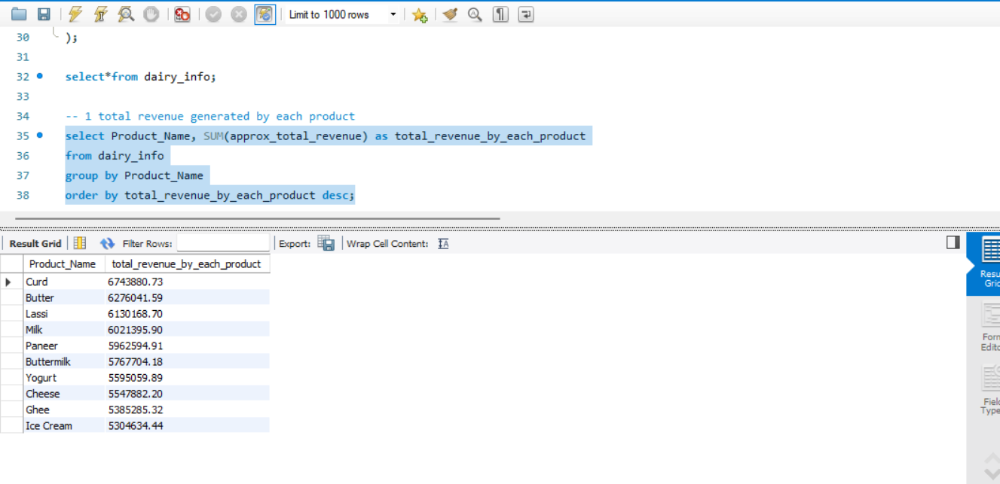 Limit to 1000 rows
30 );
31
32 select*from dairy_info;
33
34 -- 1 total revenue generated by each product
35 select Product_Name, SUM(approx_total_revenue) as total_revenue_by_each_product
36 from dairy_info
37 group by Product_Name
38 order by total_revenue_by_each_product desc;
Result Grid Filter Rows: Export: Wrap Cell Content: IA
Product_Name total_revenue_by_each_product
Curd 6743880.73
Butter 6276041.59
Lassi 6130168.70
Milk 6021395.90
Paneer 5962594.91
Buttermilk 5767704.18
Yogurt 5595059.89
Cheese 5547882.20
Ghee 5385285.32
Ice Cream 5304634.44
Resu
Grid
Form
Edito
Field
Type